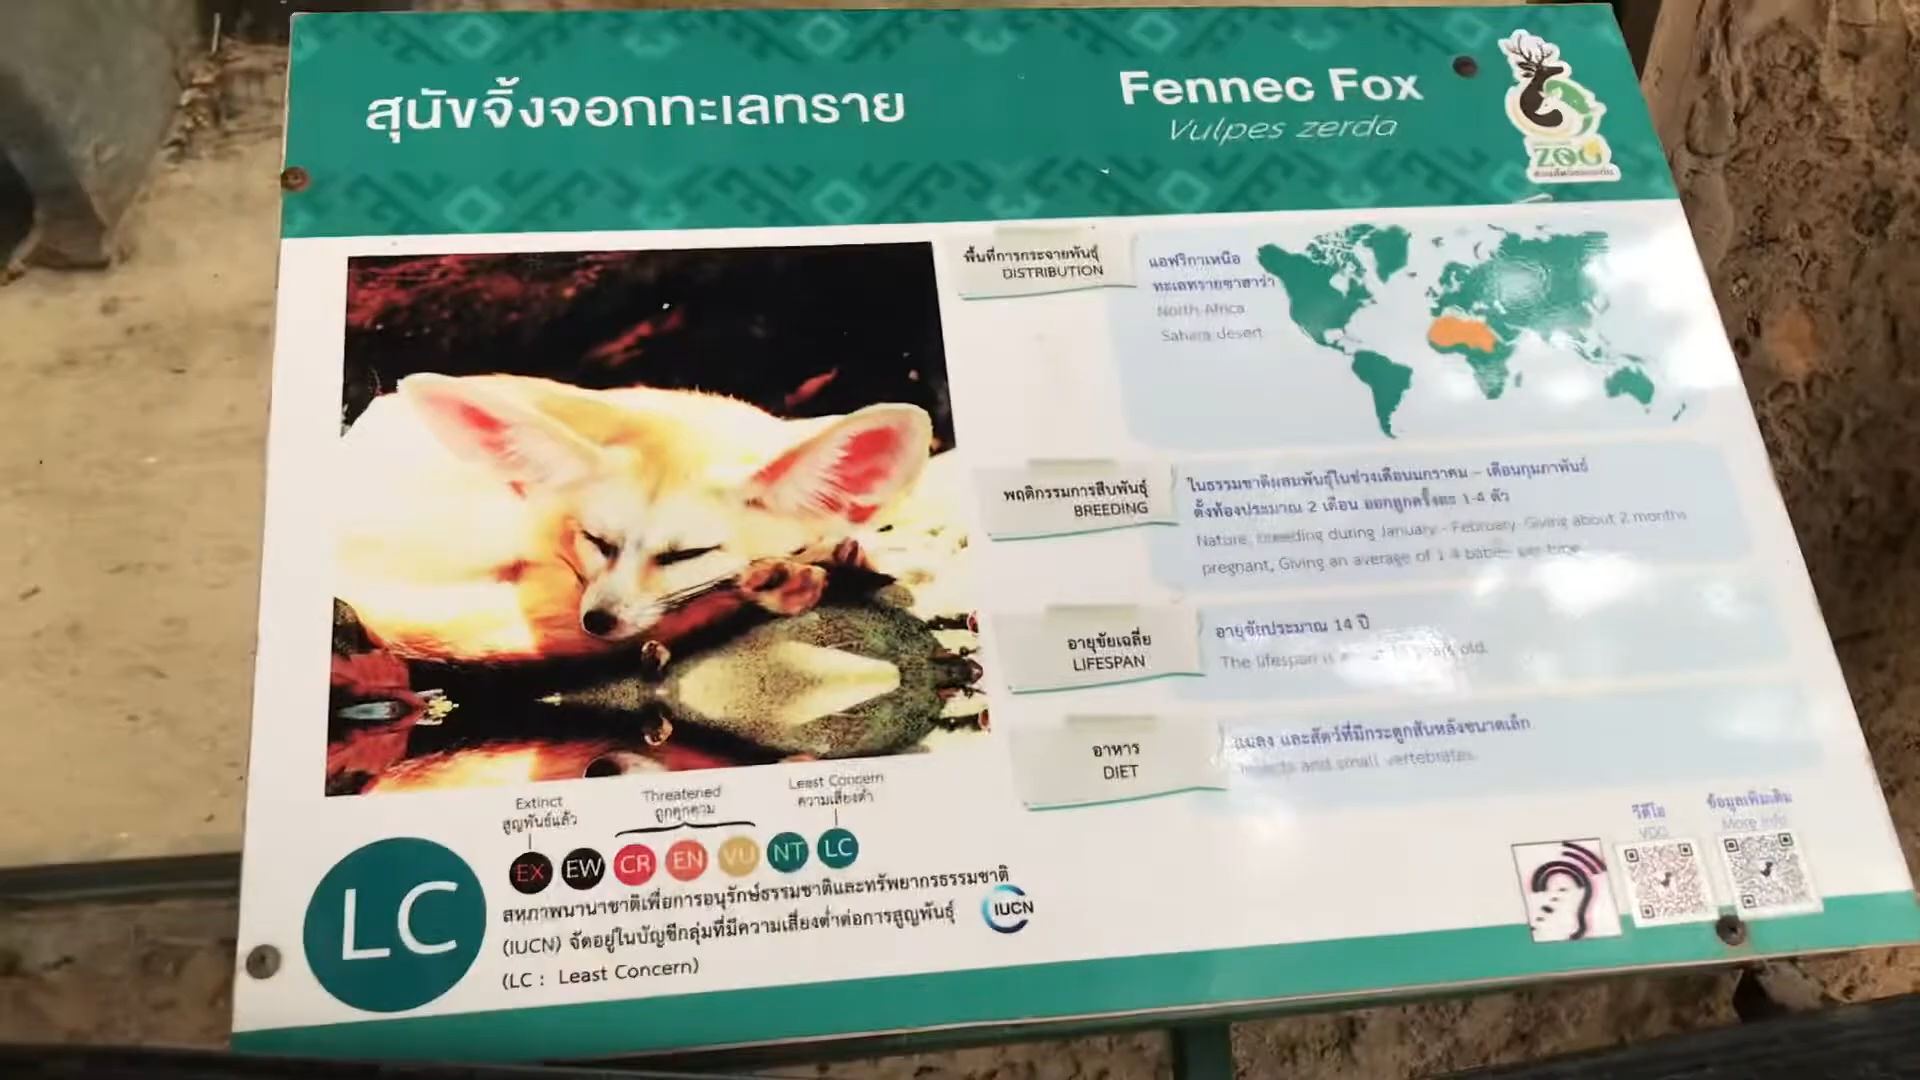 สุนัขจิ้งจอกทะเลทราย
Fennec Fox
Vulpes zerda
ZOO
พื้นที่การกระจายพันธุ์
DISTRIBUTION
แอฟริกาเหนือ
ทะเลทรายซาฮาร่า
North Africa
Sahara desert
พฤติกรรมการสืบพันธุ์
BREEDING
ในธรรมชาติผสมพันธุ์ในช่วงเดือนมกราคม – เดือนกุมภาพันธ์
ตั้งท้องประมาณ 2 เดือน ออกลูกครั้งละ 1-4 ตัว
Nature, breeding during January - February. Giving about 2 months
pregnant, Giving an average of 1-4 babies per time
อายุขัยเฉลี่ย
LIFESPAN
อายุขัยประมาณ 14 ปี
The lifespan is old.
อาหาร
DIET
แมลง และสัตว์ที่มีกระดูกสันหลังขนาดเล็ก
Insects and small vertebrates.
Extinct
สูญพันธุ์แล้ว
Threatened
ถูกคุกคาม
Least Concern
ความเสี่ยงต่ำ
EX EW CR EN VU NT LC
LC
สหภาพนานาชาติเพื่อการอนุรักษ์ธรรมชาติและทรัพยากรธรรมชาติ
(IUCN) จัดอยู่ในบัญชีกลุ่มที่มีความเสี่ยงต่ำต่อการสูญพันธุ์
(LC : Least Concern)
IUCN
วีดีโอ
VDO
ข้อมูลเพิ่มเติม
More info